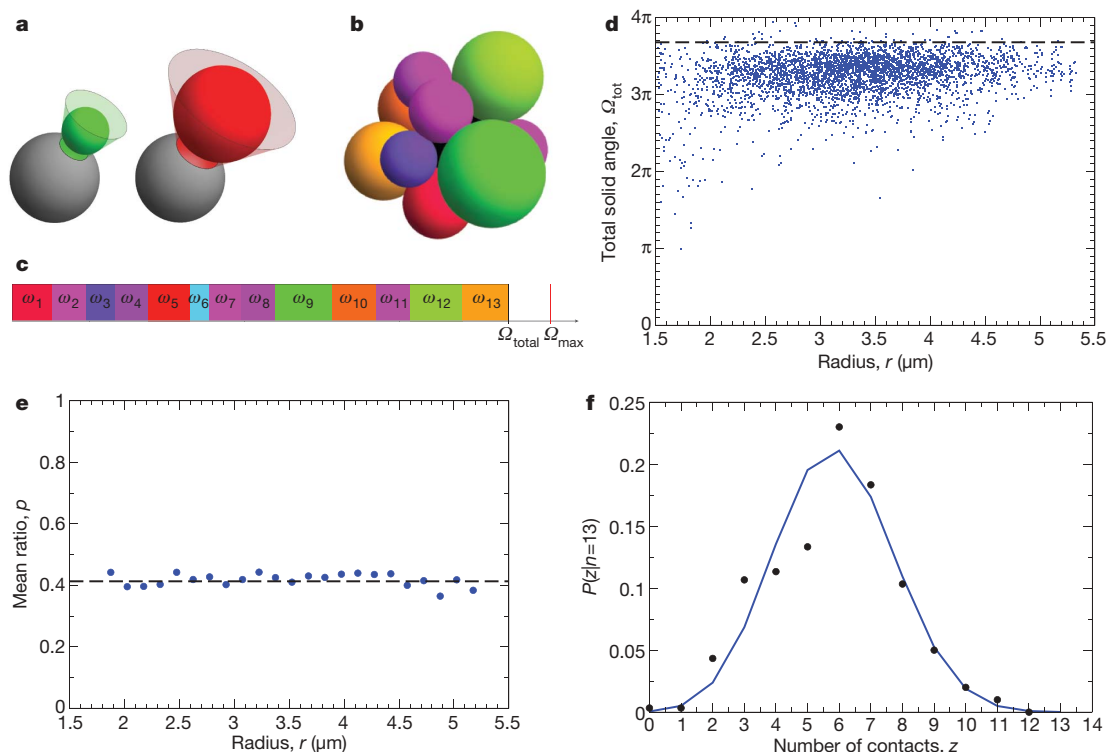 a
b
c
ω1 ω2 ω3 ω4 ω5 ω6 ω7 ω8 ω9 ω10 ω11 ω12 ω13
Ωtotal Ωmax
d
4π
3π
2π
π
0
Total solid angle, Ωtot
1.5 2 2.5 3 3.5 4 4.5 5 5.5
Radius, r (μm)
e
1
0.8
0.6
0.4
0.2
0
Mean ratio, p
1.5 2 2.5 3 3.5 4 4.5 5 5.5
Radius, r (μm)
f
0.25
0.2
0.15
0.1
0.05
0
P(z|n=13)
0 1 2 3 4 5 6 7 8 9 10 11 12 13 14
Number of contacts, z